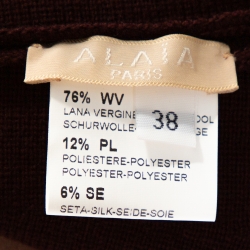 ALAIA
PARIS
76% WV
LANA VERGINE
SCHURWOLLE-
38
12% PL
POLIESTERE-POLYESTER
POLYESTER-POLYESTER
6% SE
SETA-SILK-SEIDE-SOIE